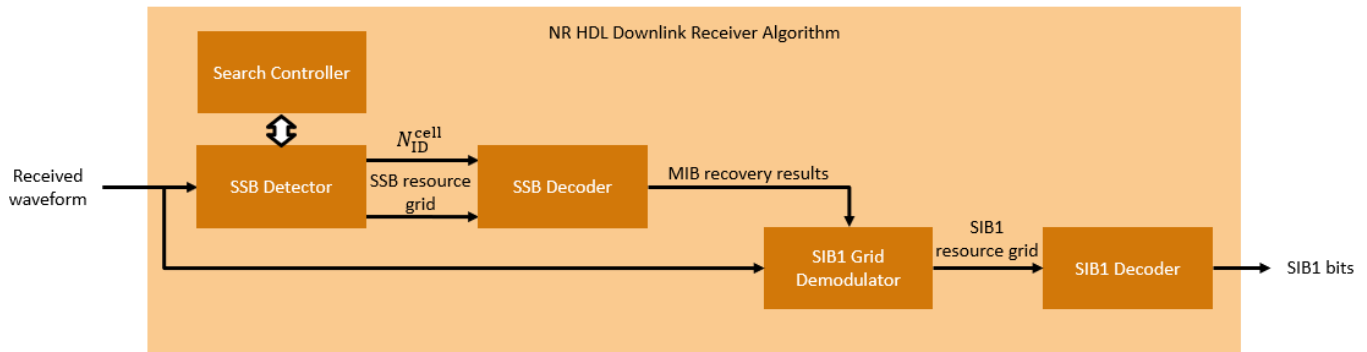 NR HDL Downlink Receiver Algorithm
Search Controller
Received
waveform
SSB Detector
N_ID^cell
SSB resource
grid
SSB Decoder
MIB recovery results
SIB1 Grid
Demodulator
SIB1
resource grid
SIB1 Decoder
SIB1 bits